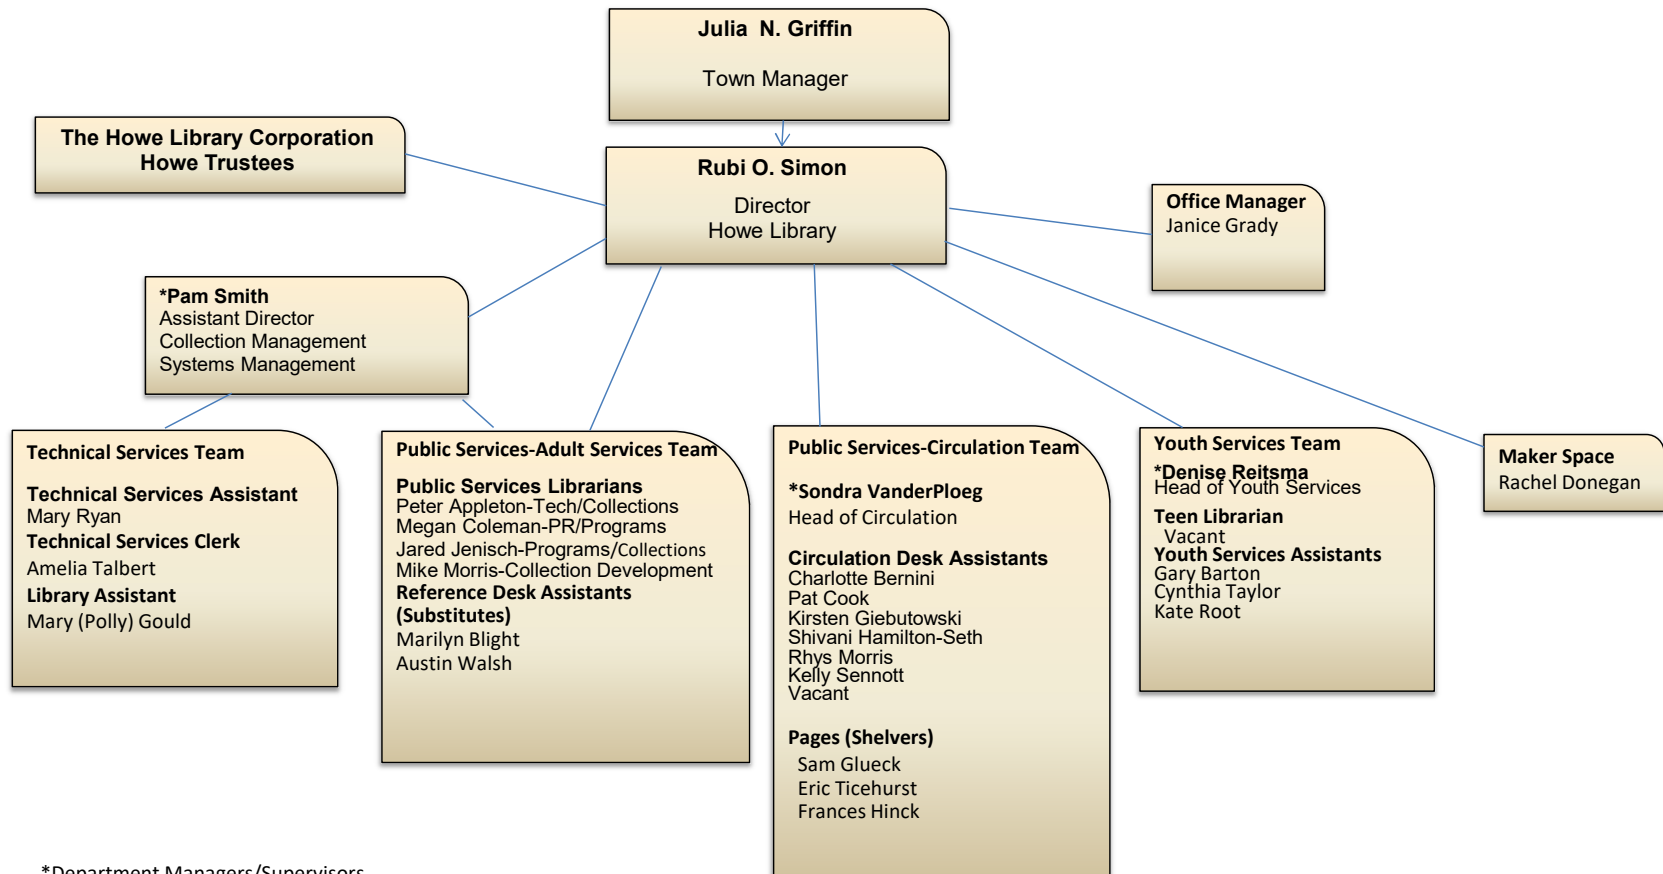 Julia N. Griffin
Town Manager
The Howe Library Corporation
Howe Trustees
Rubi O. Simon
Director
Howe Library
Office Manager
Janice Grady
*Pam Smith
Assistant Director
Collection Management
Systems Management
Technical Services Team
Technical Services Assistant
Mary Ryan
Technical Services Clerk
Amelia Talbert
Library Assistant
Mary (Polly) Gould
Public Services-Adult Services Team
Public Services Librarians
Peter Appleton-Tech/Collections
Megan Coleman-PR/Programs
Jared Jenisch-Programs/Collections
Mike Morris-Collection Development
Reference Desk Assistants
(Substitutes)
Marilyn Blight
Austin Walsh
Public Services-Circulation Team
*Sondra VanderPloeg
Head of Circulation
Circulation Desk Assistants
Charlotte Bernini
Pat Cook
Kirsten Giebutowski
Shivani Hamilton-Seth
Rhys Morris
Kelly Sennott
Vacant
Pages (Shelvers)
Sam Glueck
Eric Ticehurst
Frances Hinck
Youth Services Team
*Denise Reitsma
Head of Youth Services
Teen Librarian
Vacant
Youth Services Assistants
Gary Barton
Cynthia Taylor
Kate Root
Maker Space
Rachel Donegan
*Department Managers/Supervisors